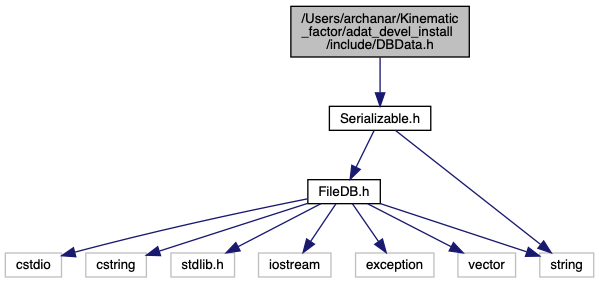 /Users/archanar/Kinematic
_factor/adat_devel_install
/include/DBData.h
Serializable.h
FileDB.h
cstdio
cstring
stdlib.h
iostream
exception
vector
string